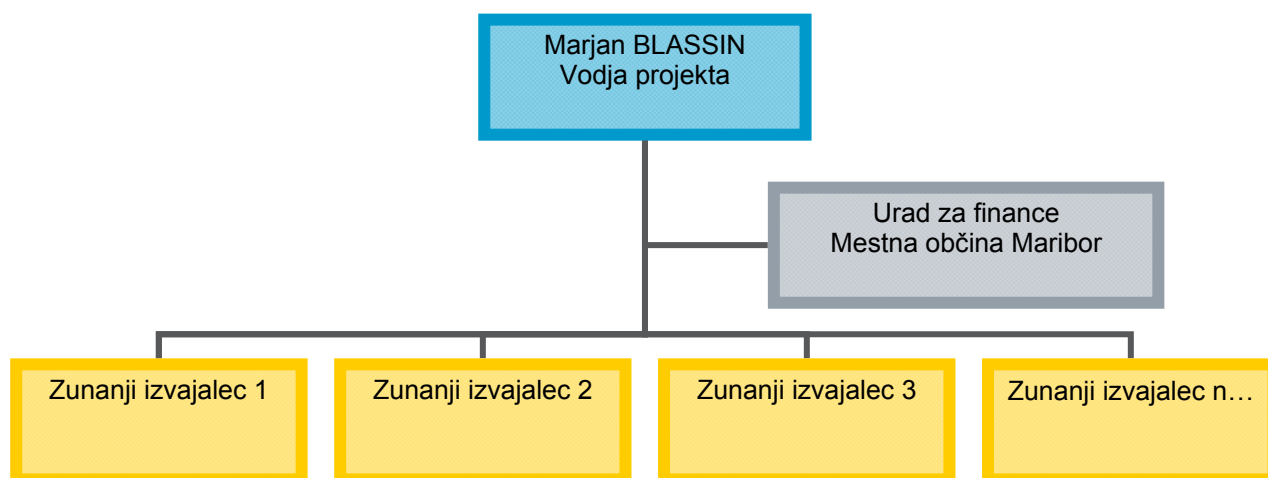 Marjan BLASSIN
Vodja projekta
Urad za finance
Mestna občina Maribor
Zunanji izvajalec 1
Zunanji izvajalec 2
Zunanji izvajalec 3
Zunanji izvajalec n…